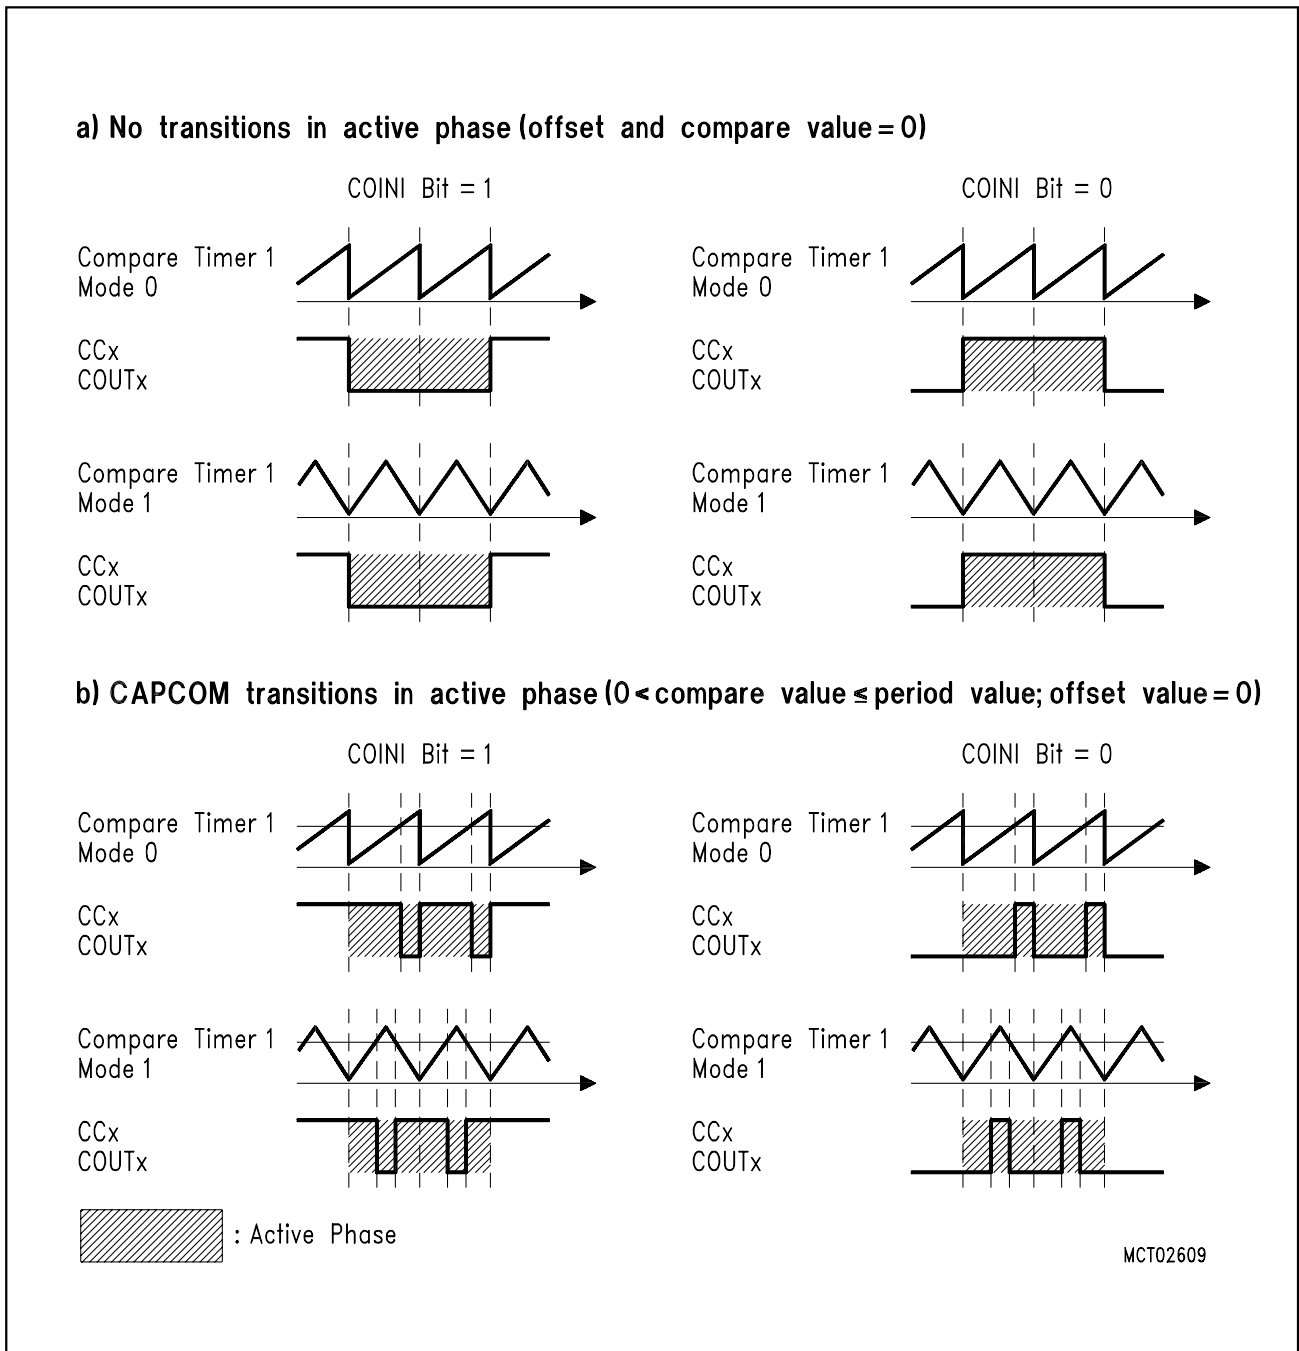 a) No transitions in active phase (offset and compare value = 0)
COINI Bit = 1
COINI Bit = 0
Compare Timer 1
Mode 0
Compare Timer 1
Mode 0
CCx
COUTx
CCx
COUTx
Compare Timer 1
Mode 1
Compare Timer 1
Mode 1
CCx
COUTx
CCx
COUTx
b) CAPCOM transitions in active phase (0 < compare value ≤ period value; offset value = 0)
COINI Bit = 1
COINI Bit = 0
Compare Timer 1
Mode 0
Compare Timer 1
Mode 0
CCx
COUTx
CCx
COUTx
Compare Timer 1
Mode 1
Compare Timer 1
Mode 1
CCx
COUTx
CCx
COUTx
: Active Phase
MCT02609